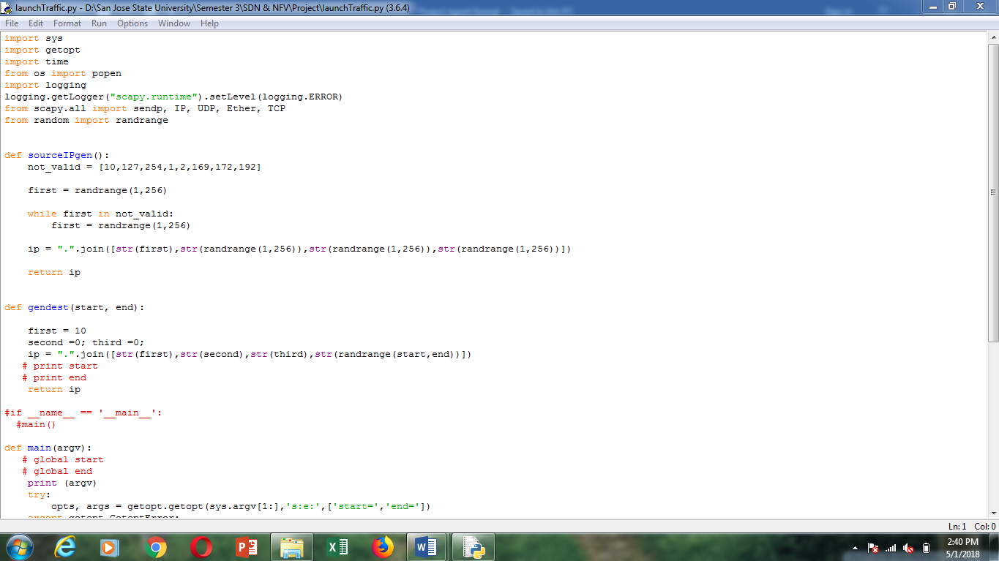 launchTraffic.py - D:\San Jose State University\Semester 3\SDN & NFV\Project\launchTraffic.py (3.6.4)
File Edit Format Run Options Window Help
import sys
import getopt
import time
from os import popen
import logging
logging.getLogger("scapy.runtime").setLevel(logging.ERROR)
from scapy.all import sendp, IP, UDP, Ether, TCP
from random import randrange
def sourceIPgen():
    not_valid = [10,127,254,1,2,169,172,192]
    first = randrange(1,256)
    while first in not_valid:
        first = randrange(1,256)
    ip = ".".join([str(first),str(randrange(1,256)),str(randrange(1,256)),str(randrange(1,256))])
    return ip
def gendest(start, end):
    first = 10
    second =0; third =0;
    ip = ".".join([str(first),str(second),str(third),str(randrange(start,end))])
   # print start
   # print end
    return ip
#if __name__ == '__main__':
  #main()
def main(argv):
   # global start
   # global end
    print (argv)
    try:
        opts, args = getopt.getopt(sys.argv[1:],'s:e:',['start=','end='])
    except getopt.GetoptError:
Ln: 1 Col: 0
2:40 PM
5/1/2018